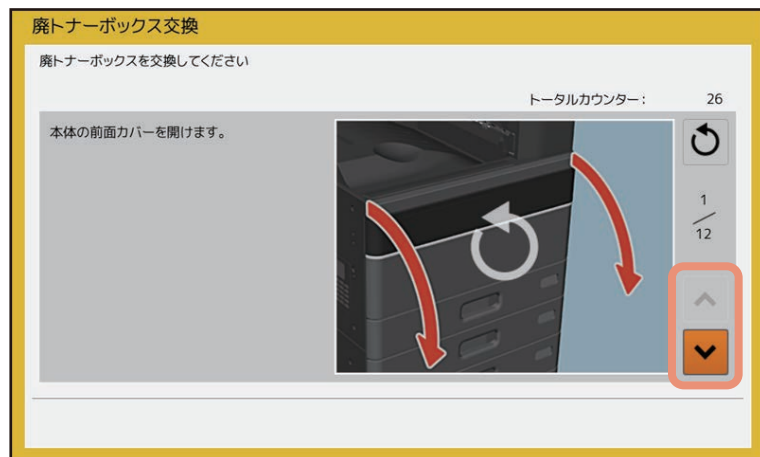 廃トナーボックス交換
廃トナーボックスを交換してください
トータルカウンター: 26
本体の前面カバーを開けます。
1
12